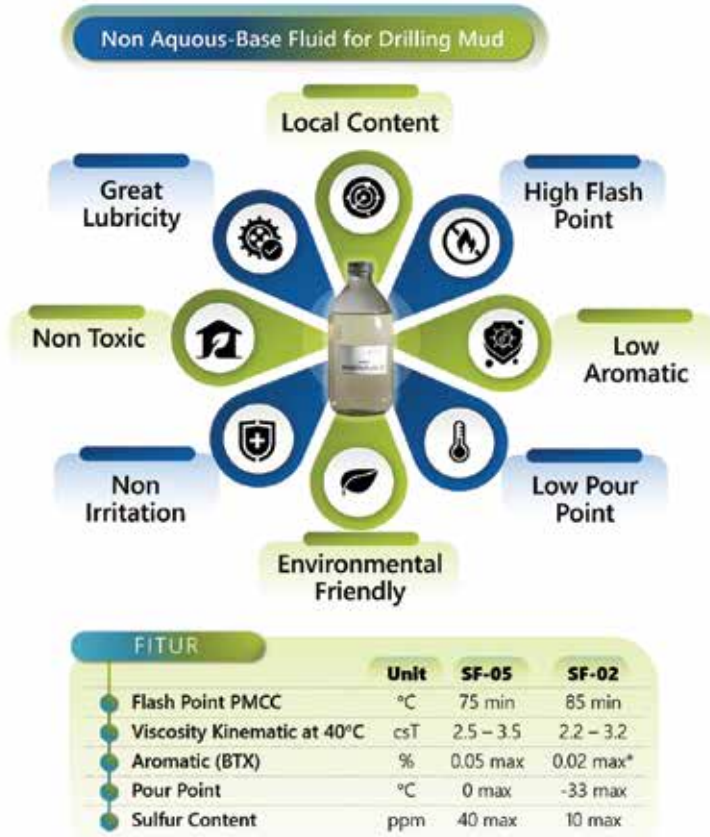 Non Aquous-Base Fluid for Drilling Mud
Local Content
Great
Lubricity
High Flash
Point
Non Toxic
Low
Aromatic
Non
Irritation
Low Pour
Point
Environmental
Friendly
FITUR
Unit SF-05 SF-02
Flash Point PMCC °C 75 min 85 min
Viscosity Kinematic at 40°C csT 2.5 – 3.5 2.2 – 3.2
Aromatic (BTX) % 0.05 max 0.02 max*
Pour Point °C 0 max -33 max
Sulfur Content ppm 40 max 10 max